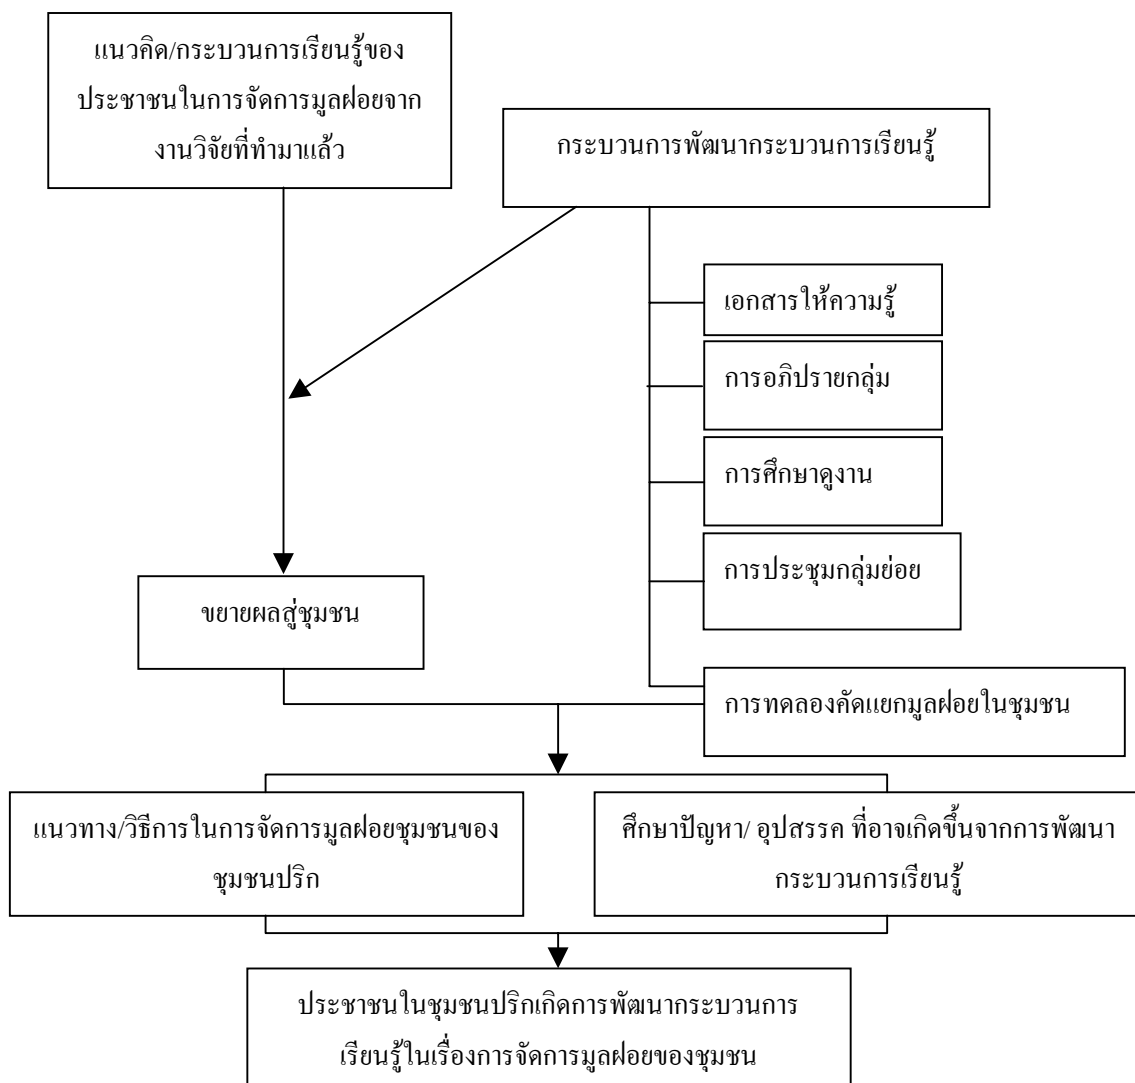 แนวคิด/กระบวนการเรียนรู้ของ
ประชาชนในการจัดการมูลฝอยจาก
งานวิจัยที่ทำมาแล้ว
กระบวนการพัฒนากระบวนการเรียนรู้
เอกสารให้ความรู้
การอภิปรายกลุ่ม
การศึกษาดูงาน
การประชุมกลุ่มย่อย
ขยายผลสู่ชุมชน
การทดลองคัดแยกมูลฝอยในชุมชน
แนวทาง/วิธีการในการจัดการมูลฝอยชุมชนของ
ชุมชนปริก
ศึกษาปัญหา/ อุปสรรค ที่อาจเกิดขึ้นจากการพัฒนา
กระบวนการเรียนรู้
ประชาชนในชุมชนปริกเกิดการพัฒนากระบวนการ
เรียนรู้ในเรื่องการจัดการมูลฝอยของชุมชน